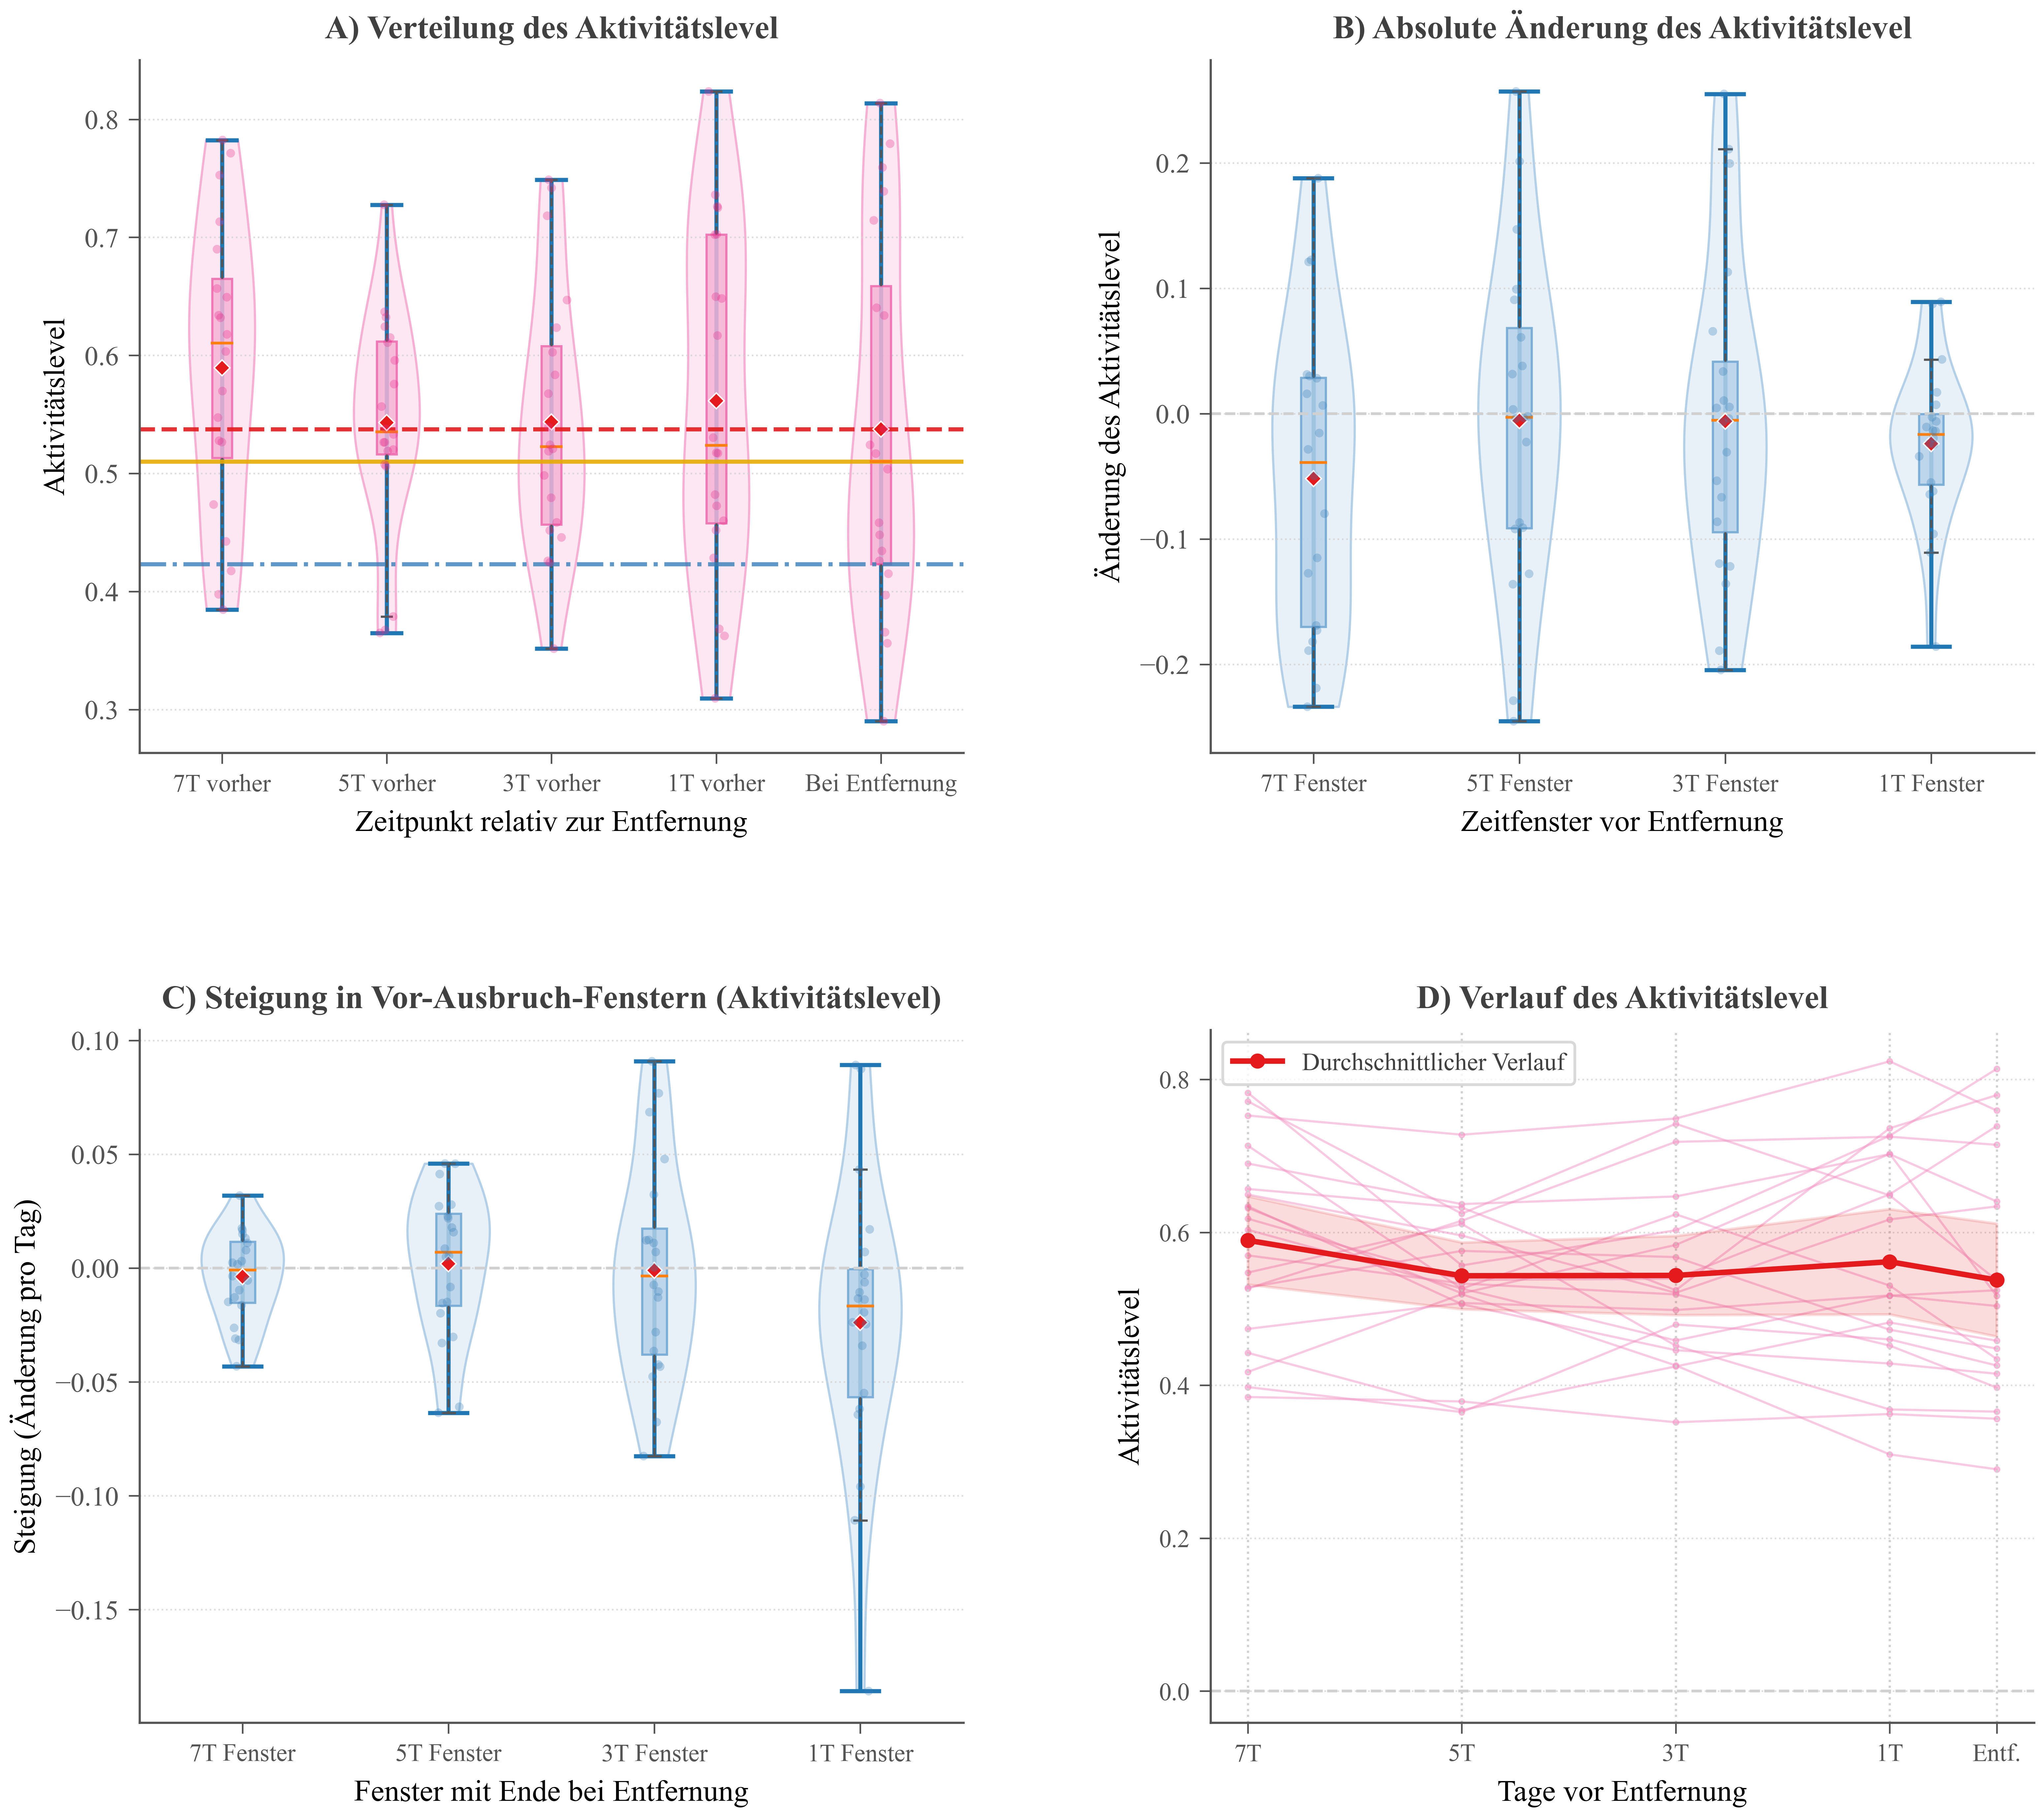 A) Verteilung des Aktivitätslevel
Aktivitätslevel
0.8
0.7
0.6
0.5
0.4
0.3
7T vorher
5T vorher
3T vorher
1T vorher
Bei Entfernung
Zeitpunkt relativ zur Entfernung
B) Absolute Änderung des Aktivitätslevel
Änderung des Aktivitätslevel
0.2
0.1
0.0
−0.1
−0.2
7T Fenster
5T Fenster
3T Fenster
1T Fenster
Zeitfenster vor Entfernung
C) Steigung in Vor-Ausbruch-Fenstern (Aktivitätslevel)
Steigung (Änderung pro Tag)
0.10
0.05
0.00
−0.05
−0.10
−0.15
7T Fenster
5T Fenster
3T Fenster
1T Fenster
Fenster mit Ende bei Entfernung
D) Verlauf des Aktivitätslevel
Durchschnittlicher Verlauf
Aktivitätslevel
0.8
0.6
0.4
0.2
0.0
7T
5T
3T
1T
Entf.
Tage vor Entfernung